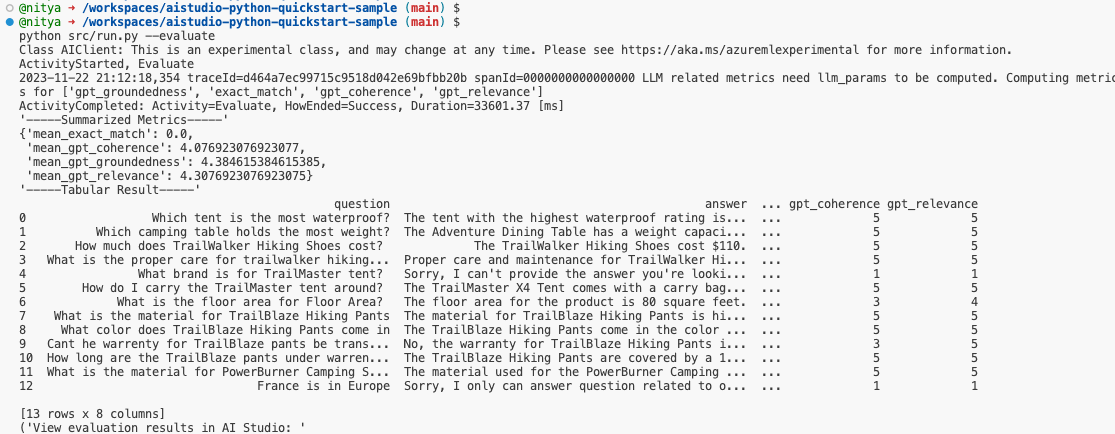 @nitya → /workspaces/aistudio-python-quickstart-sample (main) $
@nitya → /workspaces/aistudio-python-quickstart-sample (main) $
python src/run.py --evaluate
Class AIClient: This is an experimental class, and may change at any time. Please see https://aka.ms/azuremlexperimental for more information.
ActivityStarted, Evaluate
2023-11-22 21:12:18,354 traceId=d464a7ec99715c9518d042e69bfbb20b spanId=0000000000000000 LLM related metrics need llm_params to be computed. Computing metric
s for ['gpt_groundedness', 'exact_match', 'gpt_coherence', 'gpt_relevance']
ActivityCompleted: Activity=Evaluate, HowEnded=Success, Duration=33601.37 [ms]
'-----Summarized Metrics-----'
{'mean_exact_match': 0.0,
 'mean_gpt_coherence': 4.076923076923077,
 'mean_gpt_groundedness': 4.384615384615385,
 'mean_gpt_relevance': 4.3076923076923075}
'-----Tabular Result-----'
question answer ... gpt_coherence gpt_relevance
0 Which tent is the most waterproof? The tent with the highest waterproof rating is... ... 5 5
1 Which camping table holds the most weight? The Adventure Dining Table has a weight capaci... ... 5 5
2 How much does TrailWalker Hiking Shoes cost? The TrailWalker Hiking Shoes cost $110. ... 5 5
3 What is the proper care for trailwalker hiking... Proper care and maintenance for TrailWalker Hi... ... 5 5
4 What brand is for TrailMaster tent? Sorry, I can't provide the answer you're looki... ... 1 1
5 How do I carry the TrailMaster tent around? The TrailMaster X4 Tent comes with a carry bag... ... 5 5
6 What is the floor area for Floor Area? The floor area for the product is 80 square feet. ... 3 4
7 What is the material for TrailBlaze Hiking Pants The material for TrailBlaze Hiking Pants is hi... ... 5 5
8 What color does TrailBlaze Hiking Pants come in The TrailBlaze Hiking Pants come in the color ... ... 5 5
9 Cant he warrenty for TrailBlaze pants be trans... No, the warranty for TrailBlaze Hiking Pants i... ... 3 5
10 How long are the TrailBlaze pants under warren... The TrailBlaze Hiking Pants are covered by a 1... ... 5 5
11 What is the material for PowerBurner Camping S... The material used for the PowerBurner Camping ... ... 5 5
12 France is in Europe Sorry, I only can answer question related to o... ... 1 1
[13 rows x 8 columns]
('View evaluation results in AI Studio: '